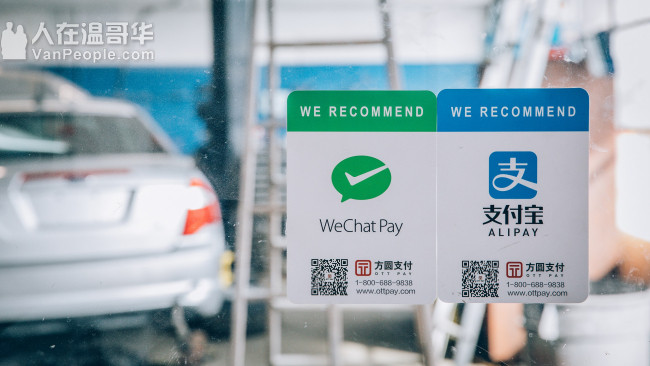 人在温哥华
VanPeople.com
WE RECOMMEND
WeChat Pay
方圆支付
OTT PAY
1-800-688-9838
www.ottpay.com
WE RECOMMEND
支
支付宝
ALIPAY
方圆支付
OTT PAY
1-800-688-9838
www.ottpay.com